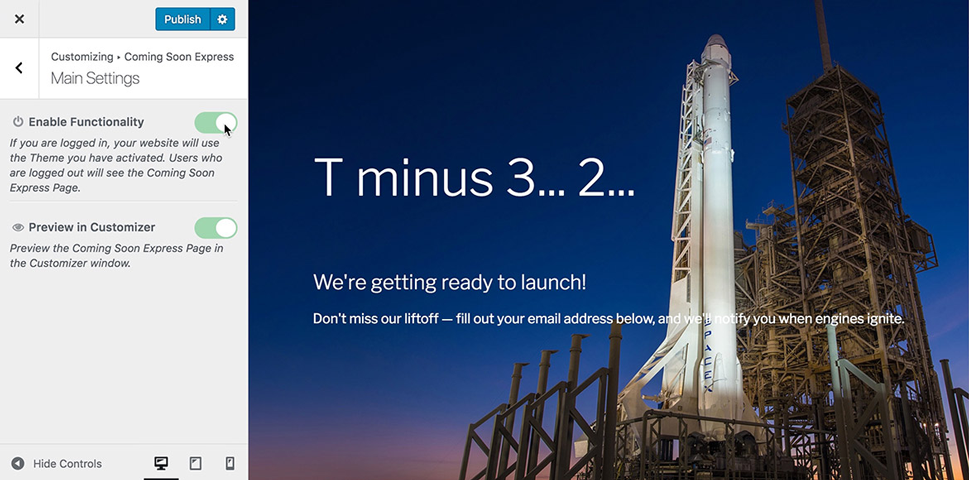 Publish
Customizing ▸ Coming Soon Express
Main Settings
Enable Functionality
If you are logged in, your website will use
the Theme you have activated. Users who
are logged out will see the Coming Soon
Express Page.
Preview in Customizer
Preview the Coming Soon Express Page in
the Customizer window.
Hide Controls
T minus 3... 2...
We're getting ready to launch!
Don't miss our liftoff — fill out your email address below, and we'll notify you when engines ignite.
SPACEX